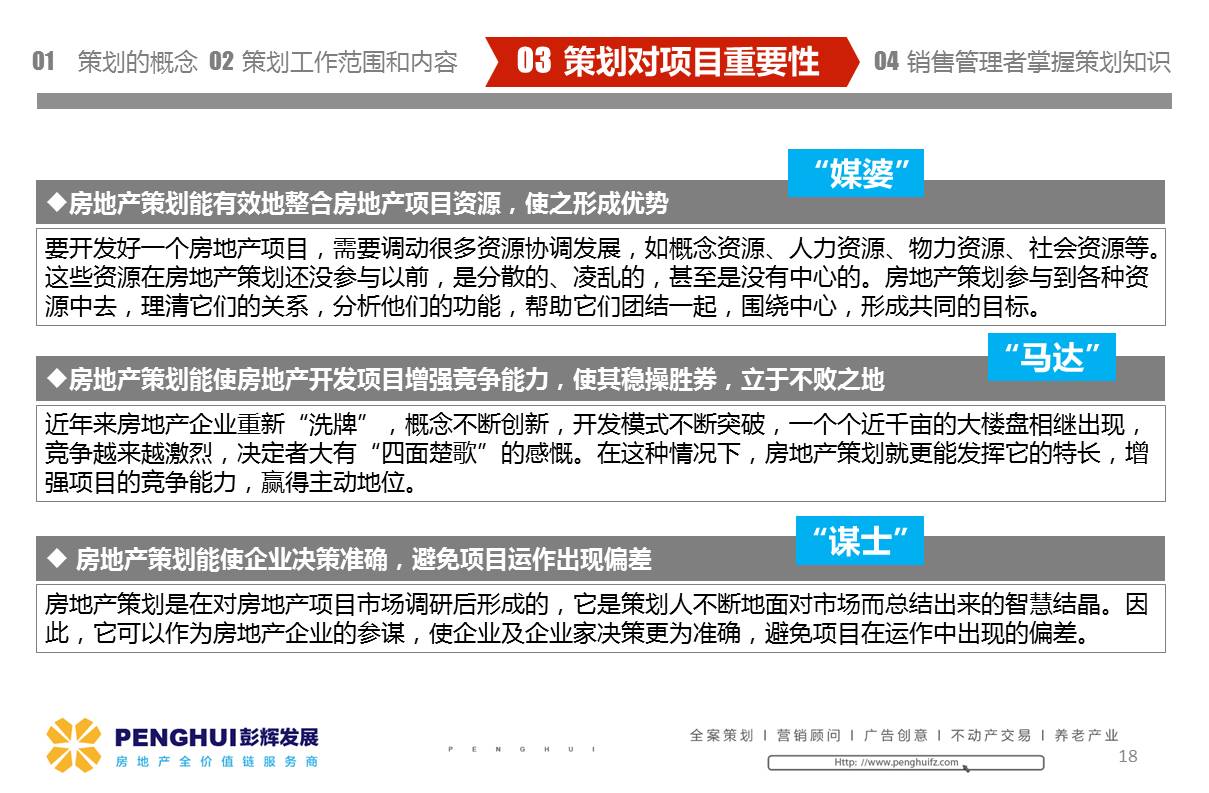 01 策划的概念 02 策划工作范围和内容 03 策划对项目重要性 04 销售管理者掌握策划知识
“媒婆”
◆房地产策划能有效地整合房地产项目资源，使之形成优势
要开发好一个房地产项目，需要调动很多资源协调发展，如概念资源、人力资源、物力资源、社会资源等。
这些资源在房地产策划还没参与以前，是分散的、凌乱的，甚至是没有中心的。房地产策划参与到各种资
源中去，理清它们的关系，分析他们的功能，帮助它们团结一起，围绕中心，形成共同的目标。
“马达”
◆房地产策划能使房地产开发项目增强竞争能力，使其稳操胜券，立于不败之地
近年来房地产企业重新“洗牌”，概念不断创新，开发模式不断突破，一个个近千亩的大楼盘相继出现，
竞争越来越激烈，决定者大有“四面楚歌”的感慨。在这种情况下，房地产策划就更能发挥它的特长，增
强项目的竞争能力，赢得主动地位。
“谋士”
◆ 房地产策划能使企业决策准确，避免项目运作出现偏差
房地产策划是在对房地产项目市场调研后形成的，它是策划人不断地面对市场而总结出来的智慧结晶。因
此，它可以作为房地产企业的参谋，使企业及企业家决策更为准确，避免项目在运作中出现的偏差。
PENGHUI彭辉发展
房地产全价值链服务商
PENGHUI
全案策划 I 营销顾问 I 广告创意 I 不动产交易 I 养老产业
Http: //www.penghuifz.com
18